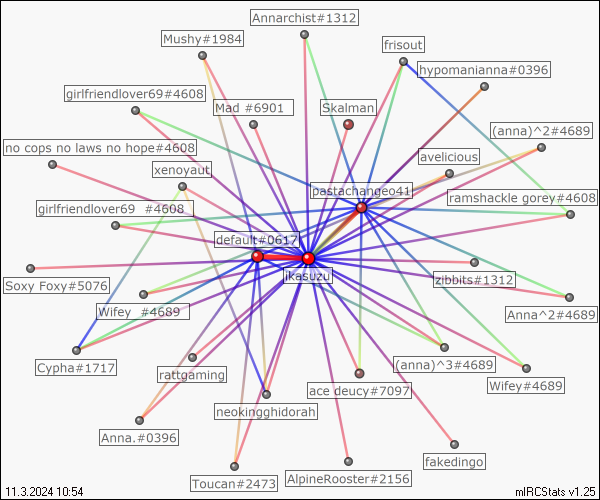 Annarchist#1312
Mushy#1984
frisout
hypomanianna#0396
girlfriendlover69#4608
Mad #6901
Skalman
(anna)^2#4689
no cops no laws no hope#4608
avelicious
xenoyaut
pastachangeo41
ramshackle gorey#4608
girlfriendlover69 #4608
default#0617
jkasuzu
zibbits#1312
Soxy Foxy#5076
Wifey #4689
Anna^2#4689
Cypha#1717
rattgaming
(anna)^3#4689
Wifey#4689
ace deucy#7097
neokingghidorah
Anna.#0396
fakedingo
Toucan#2473
AlpineRooster#2156
11.3.2024 10:54
mIRCStats v1.25